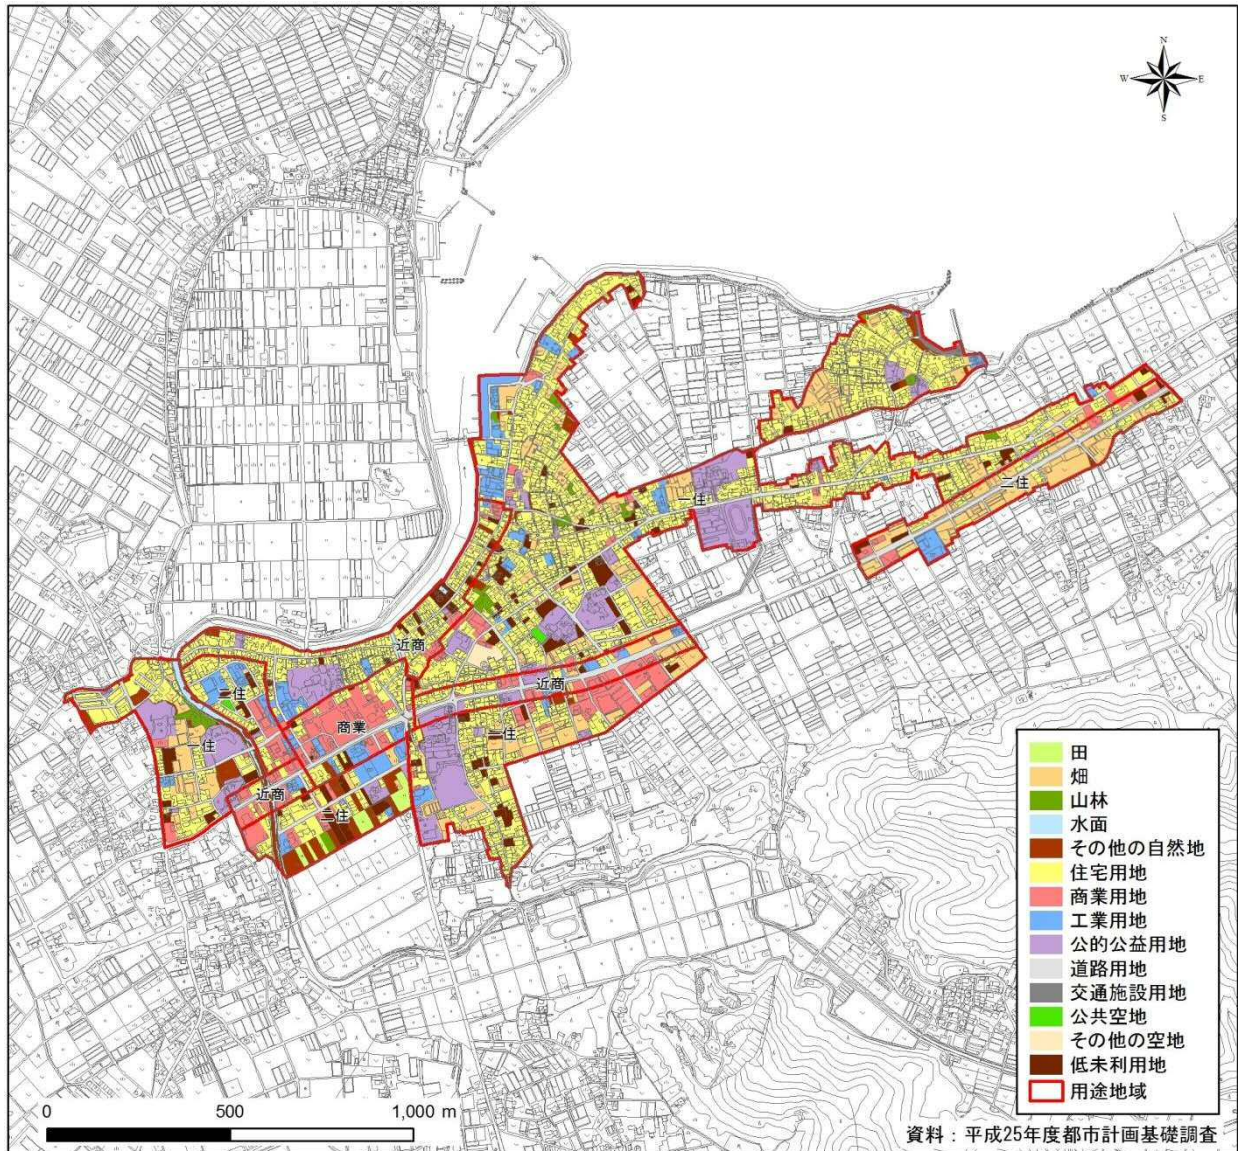 N
W
E
S
一住
二住
近商
近商
二住
商業
一住
一住
近商
二住
田
畑
山林
水面
その他の自然地
住宅用地
商業用地
工業用地
公的公益用地
道路用地
交通施設用地
公共空地
その他の空地
低未利用地
用途地域
0 500 1,000 m
資料：平成25年度都市計画基礎調査